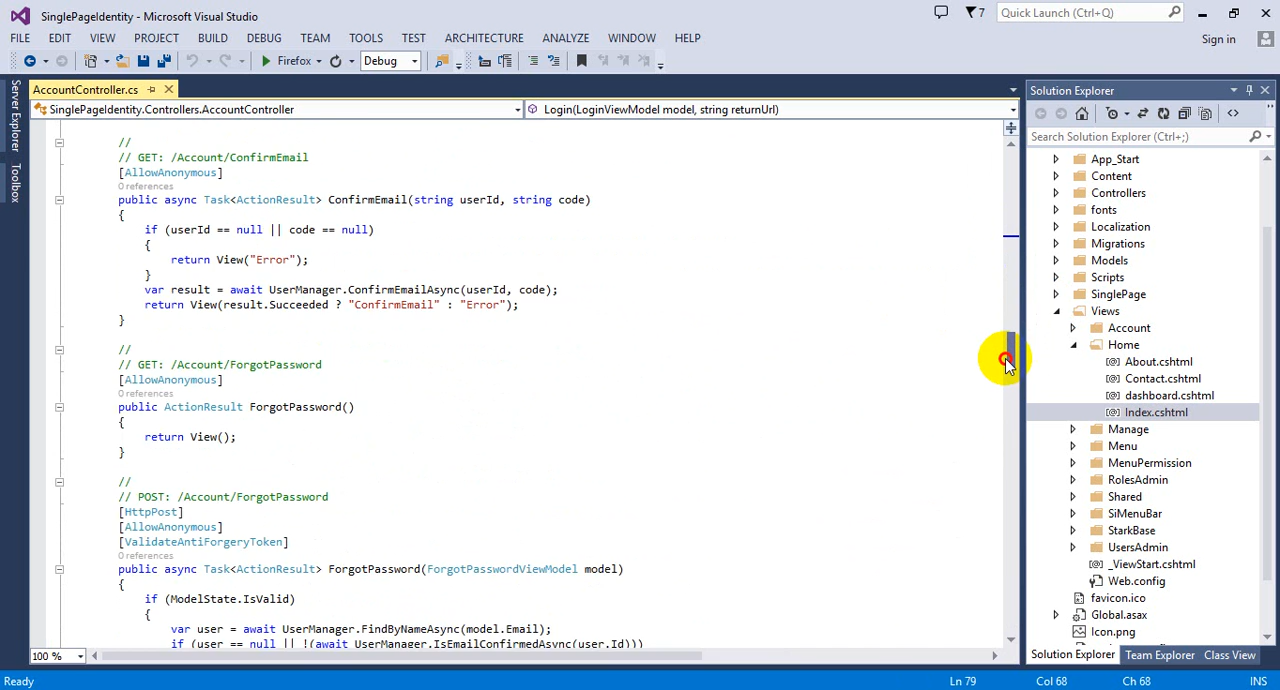 SinglePageIdentity - Microsoft Visual Studio
7
Quick Launch (Ctrl+Q)
FILE EDIT VIEW PROJECT BUILD DEBUG TEAM TOOLS TEST ARCHITECTURE ANALYZE WINDOW HELP
Sign in
Firefox
Debug
Server Explorer
Toolbox
AccountController.cs
SinglePageIdentity.Controllers.AccountController
Login(LoginViewModel model, string returnUrl)
//
// GET: /Account/ConfirmEmail
[AllowAnonymous]
0 references
public async Task<ActionResult> ConfirmEmail(string userId, string code)
{
if (userId == null || code == null)
{
return View("Error");
}
var result = await UserManager.ConfirmEmailAsync(userId, code);
return View(result.Succeeded ? "ConfirmEmail" : "Error");
}
//
// GET: /Account/ForgotPassword
[AllowAnonymous]
0 references
public ActionResult ForgotPassword()
{
return View();
}
//
// POST: /Account/ForgotPassword
[HttpPost]
[AllowAnonymous]
[ValidateAntiForgeryToken]
0 references
public async Task<ActionResult> ForgotPassword(ForgotPasswordViewModel model)
{
if (ModelState.IsValid)
{
var user = await UserManager.FindByNameAsync(model.Email);
if (user == null || !(await UserManager.IsEmailConfirmedAsync(user.Id)))
100 %
Solution Explorer
Search Solution Explorer (Ctrl+;)
App_Start
Content
Controllers
fonts
Localization
Migrations
Models
Scripts
SinglePage
Views
Account
Home
About.cshtml
Contact.cshtml
dashboard.cshtml
Index.cshtml
Manage
Menu
MenuPermission
RolesAdmin
Shared
SiMenuBar
StarkBase
UsersAdmin
_ViewStart.cshtml
Web.config
favicon.ico
Global.asax
Icon.png
Solution Explorer Team Explorer Class View
Ready
Ln 79
Col 68
Ch 68
INS